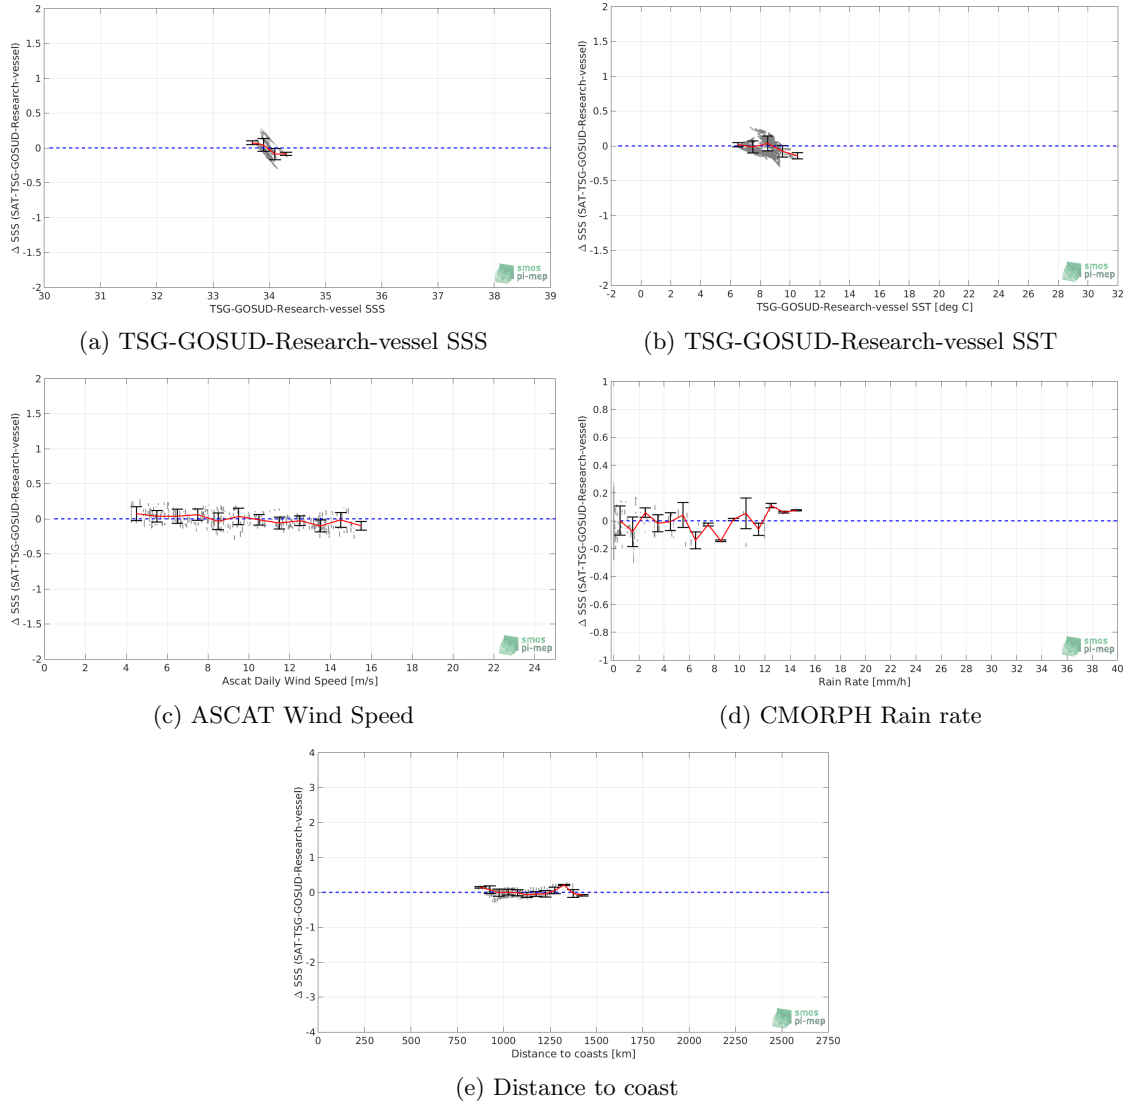 Δ SSS (SAT-TSG-GOSUD-Research-vessel)
2
1.5
1
0.5
0
-0.5
-1
-1.5
-2
30 31 32 33 34 35 36 37 38 39
TSG-GOSUD-Research-vessel SSS
smos
pi-mep
(a) TSG-GOSUD-Research-vessel SSS
Δ SSS (SAT-TSG-GOSUD-Research-vessel)
2
1.5
1
0.5
0
-0.5
-1
-1.5
-2
-2 0 2 4 6 8 10 12 14 16 18 20 22 24 26 28 30 32
TSG-GOSUD-Research-vessel SST [deg C]
smos
pi-mep
(b) TSG-GOSUD-Research-vessel SST
Δ SSS (SAT-TSG-GOSUD-Research-vessel)
2
1.5
1
0.5
0
-0.5
-1
-1.5
-2
0 2 4 6 8 10 12 14 16 18 20 22 24
Ascat Daily Wind Speed [m/s]
smos
pi-mep
(c) ASCAT Wind Speed
Δ SSS (SAT-TSG-GOSUD-Research-vessel)
1
0.8
0.6
0.4
0.2
0
-0.2
-0.4
-0.6
-0.8
-1
0 2 4 6 8 10 12 14 16 18 20 22 24 26 28 30 32 34 36 38 40
Rain Rate [mm/h]
smos
pi-mep
(d) CMORPH Rain rate
Δ SSS (SAT-TSG-GOSUD-Research-vessel)
4
3
2
1
0
-1
-2
-3
-4
0 250 500 750 1000 1250 1500 1750 2000 2250 2500 2750
Distance to coasts [km]
smos
pi-mep
(e) Distance to coast